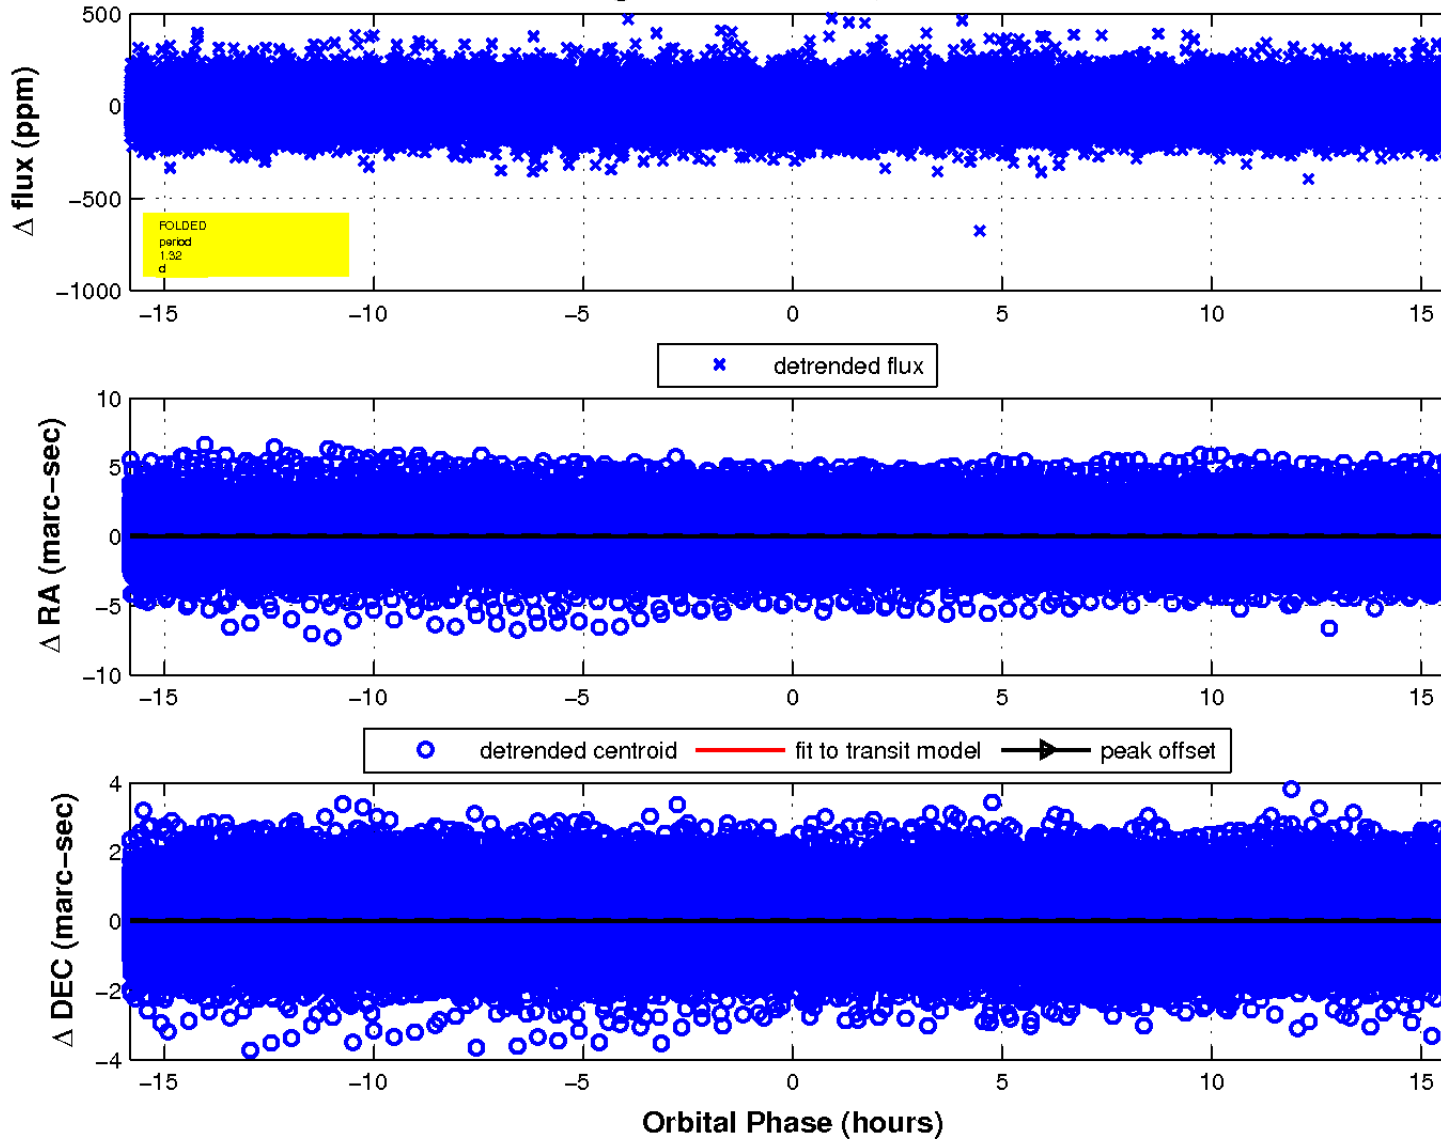 500
0
−500
−1000
Δ flux (ppm)
FOLDED
period
1.32
d
−15 −10 −5 0 5 10 15
detrended flux
10
5
0
−5
−10
Δ RA (marc−sec)
−15 −10 −5 0 5 10 15
detrended centroid fit to transit model peak offset
4
2
0
−2
−4
Δ DEC (marc−sec)
−15 −10 −5 0 5 10 15
Orbital Phase (hours)